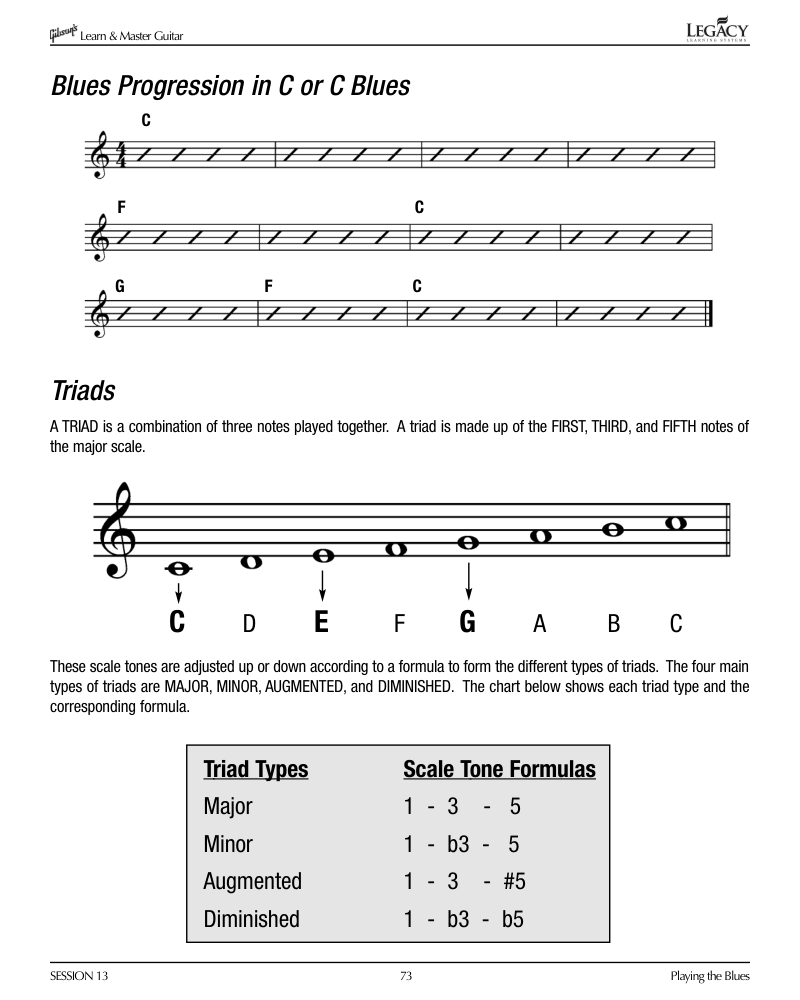 Gibson's Learn & Master Guitar
LEGACY
LEARNING SYSTEMS
Blues Progression in C or C Blues
C
4
4
F C
G F C
Triads
A TRIAD is a combination of three notes played together. A triad is made up of the FIRST, THIRD, and FIFTH notes of
the major scale.
C D E F G A B C
These scale tones are adjusted up or down according to a formula to form the different types of triads. The four main
types of triads are MAJOR, MINOR, AUGMENTED, and DIMINISHED. The chart below shows each triad type and the
corresponding formula.
Triad Types Scale Tone Formulas
Major 1 - 3 - 5
Minor 1 - b3 - 5
Augmented 1 - 3 - #5
Diminished 1 - b3 - b5
SESSION 13 73 Playing the Blues